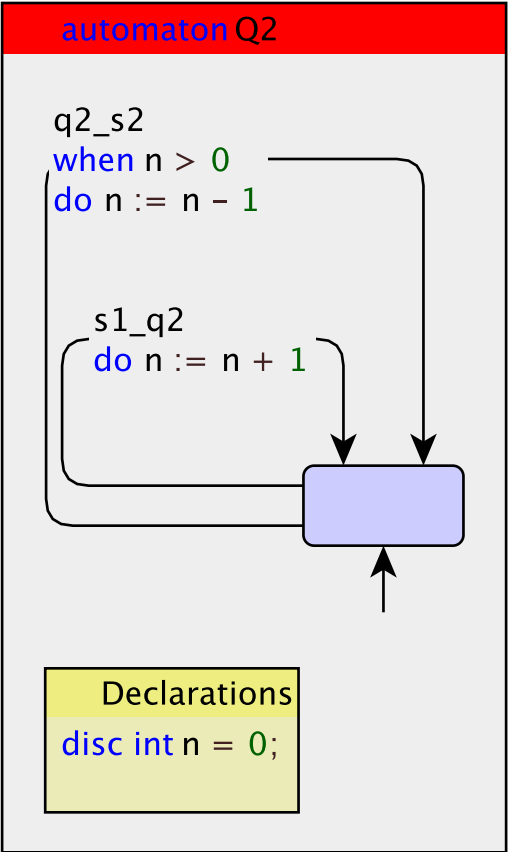 automaton Q2
q2_s2
when n > 0
do n := n - 1
s1_q2
do n := n + 1
Declarations
disc int n = 0;